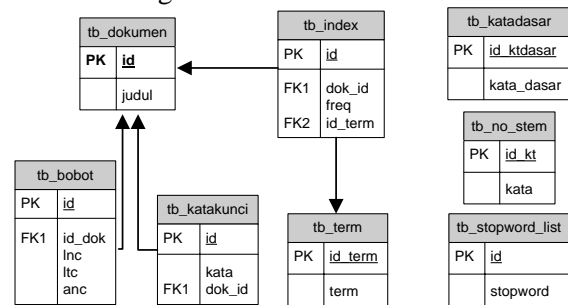 tb_dokumen
PK id
judul
tb_index
PK id
FK1 dok_id
freq
FK2 id_term
tb_katadasar
PK id_ktdasar
kata_dasar
tb_no_stem
PK id_kt
kata
tb_bobot
PK id
FK1 id_dok
lnc
ltc
anc
tb_katakunci
PK id
kata
FK1 dok_id
tb_term
PK id_term
term
tb_stopword_list
PK id
stopword